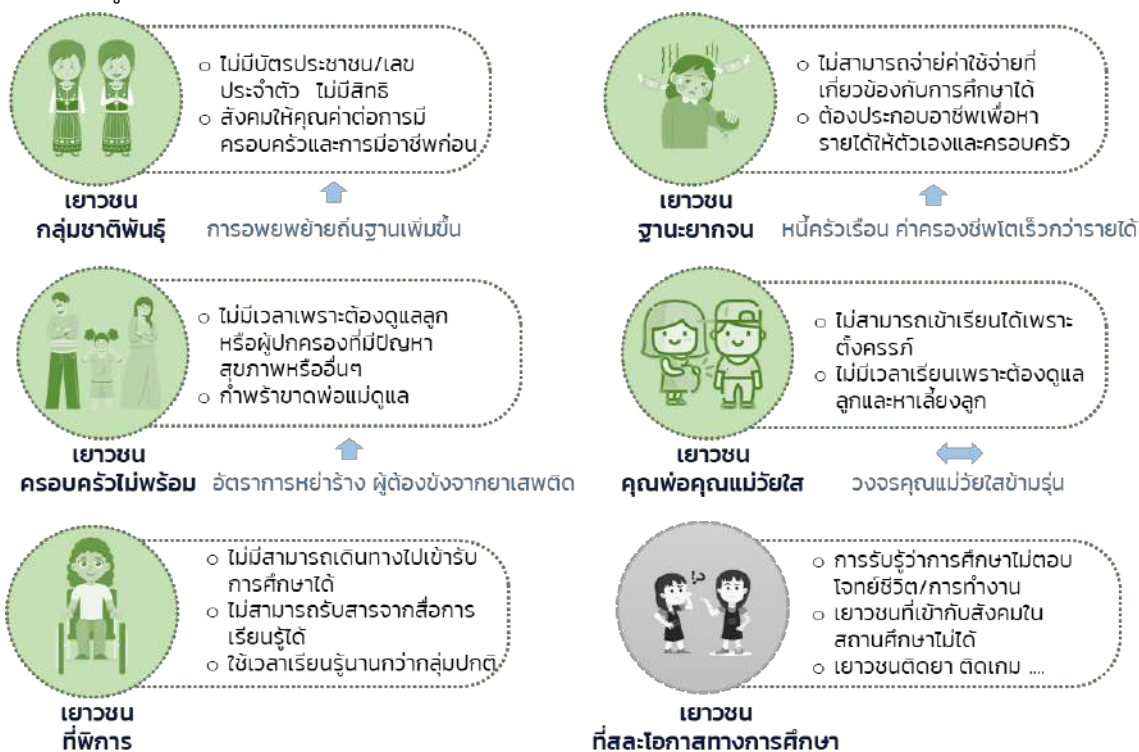 ไม่มีบัตรประชาชน/เลข
ประจำตัว ไม่มีสิทธิ
สังคมให้คุณค่าต่อการมี
ครอบครัวและการมีอาชีพก่อน
เยาวชน
กลุ่มชาติพันธุ์
การอพยพย้ายถิ่นฐานเพิ่มขึ้น
ไม่สามารถจ่ายค่าใช้จ่ายที่
เกี่ยวข้องกับการศึกษาได้
ต้องประกอบอาชีพเพื่อหา
รายได้ให้ตัวเองและครอบครัว
เยาวชน
ฐานะยากจน
หนี้ครัวเรือน ค่าครองชีพโตเร็วกว่ารายได้
ไม่มีเวลาเพราะต้องดูแลลูก
หรือผู้ปกครองที่มีปัญหา
สุขภาพหรืออื่นๆ
กำพร้าขาดพ่อแม่ดูแล
เยาวชน
ครอบครัวไม่พร้อม
อัตราการหย่าร้าง ผู้ต้องขังจากยาเสพติด
ไม่สามารถเข้าเรียนได้เพราะ
ตั้งครรภ์
ไม่มีเวลาเรียนเพราะต้องดูแล
ลูกและหาเลี้ยงลูก
เยาวชน
คุณพ่อคุณแม่วัยใส
วงจรคุณแม่วัยใสข้ามรุ่น
ไม่มีสามารถเดินทางไปเข้ารับ
การศึกษาได้
ไม่สามารถรับสารจากสื่อการ
เรียนรู้ได้
ใช้เวลาเรียนรู้นานกว่ากลุ่มปกติ
เยาวชน
ที่พิการ
!?
การรับรู้ว่าการศึกษาไม่ตอบ
โจทย์ชีวิต/การทำงาน
เยาวชนที่เข้ากับสังคมใน
สถานศึกษาไม่ได้
เยาวชนติดยา ติดเกม ....
เยาวชน
ที่สละโอกาสทางการศึกษา